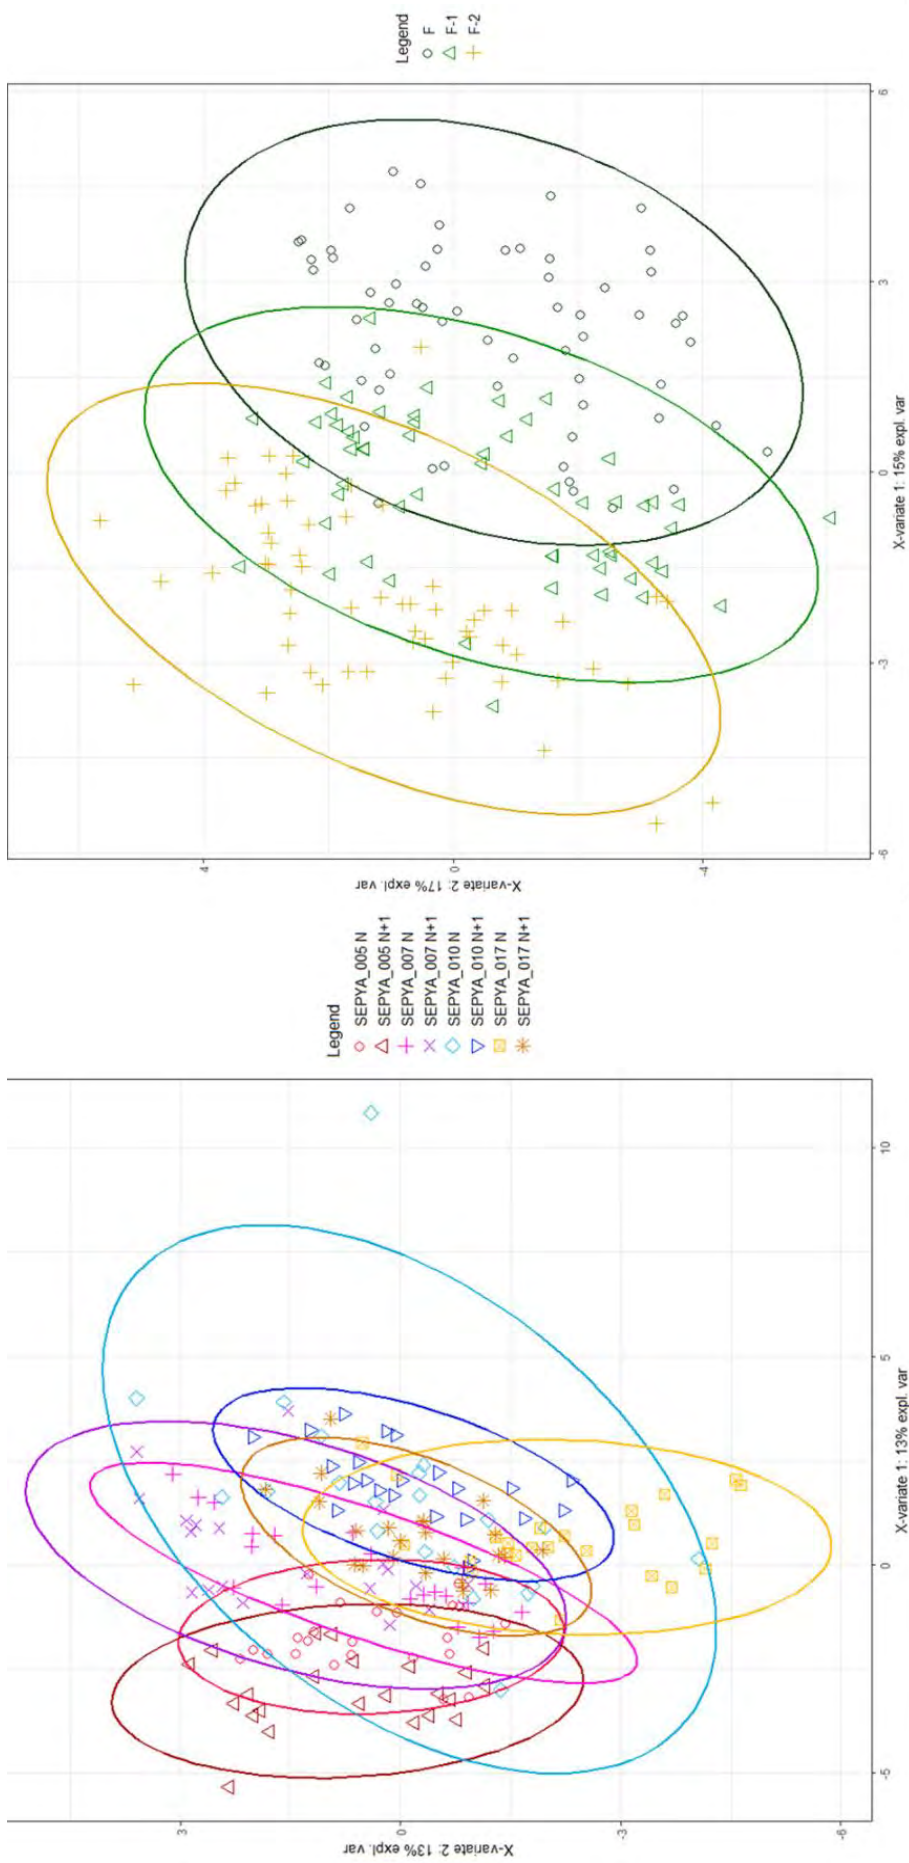 Legend
F
F-1
F-2
X-variate 2: 17% expl. var
4
0
-4
-6
-3
0
3
6
X-variate 1: 15% expl. var
Legend
SEPYA_005 N
SEPYA_005 N+1
SEPYA_007 N
SEPYA_007 N+1
SEPYA_010 N
SEPYA_010 N+1
SEPYA_017 N
SEPYA_017 N+1
X-variate 2: 13% expl. var
3
0
-3
-6
-5
0
5
10
X-variate 1: 13% expl. var